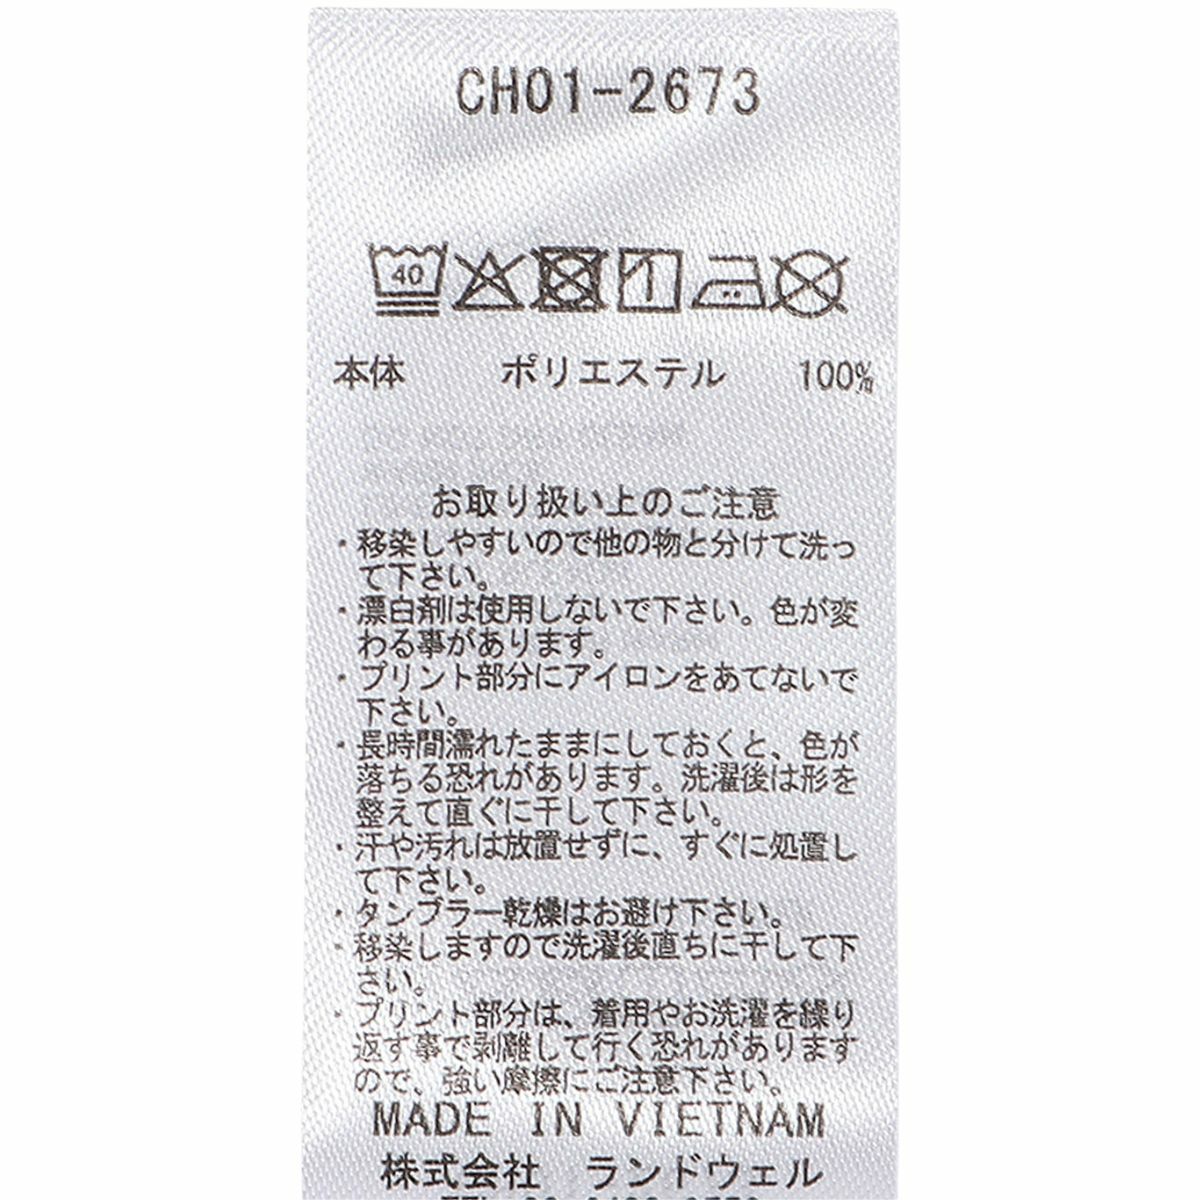 CH01-2673
40
本体 ポリエステル 100%
お取り扱い上のご注意
・移染しやすいので他の物と分けて洗っ
て下さい。
・漂白剤は使用しないで下さい。色が変
わる事があります。
・プリント部分にアイロンをあてないで
下さい。
・長時間濡れたままにしておくと、色が
落ちる恐れがあります。洗濯後は形を
整えて直ぐに干して下さい。
・汗や汚れは放置せずに、すぐに処置し
て下さい。
・タンブラー乾燥はお避け下さい。
・移染しますので洗濯後直ちに干して下
さい。
・プリント部分は、着用やお洗濯を繰り
返す事で剥離して行く恐れがあります
ので、強い摩擦にご注意下さい。
MADE IN VIETNAM
株式会社 ランドウェル